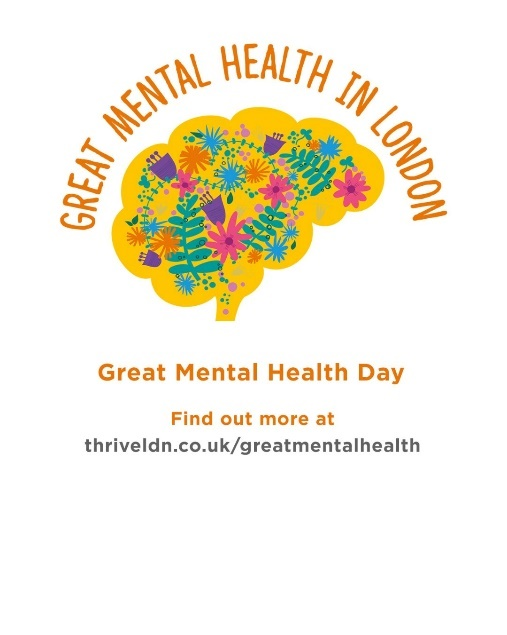 GREAT MENTAL HEALTH IN LONDON
Great Mental Health Day
Find out more at
thriveldn.co.uk/greatmentalhealth